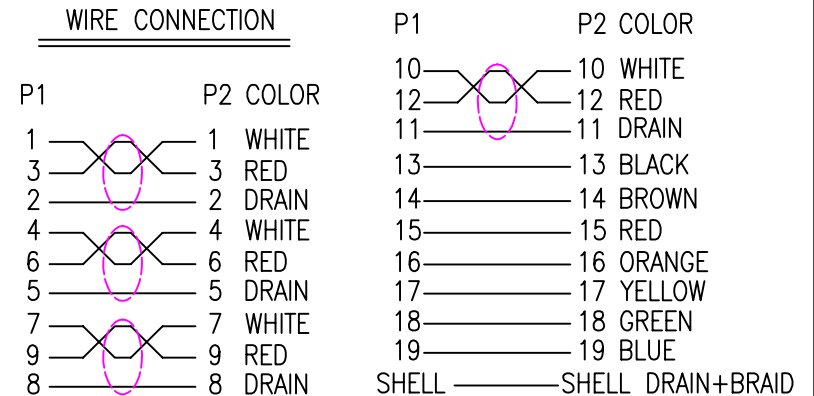 WIRE CONNECTION
P1 P2 COLOR
1 1 WHITE
3 3 RED
2 2 DRAIN
4 4 WHITE
6 6 RED
5 5 DRAIN
7 7 WHITE
9 9 RED
8 8 DRAIN
P1 P2 COLOR
10 10 WHITE
12 12 RED
11 11 DRAIN
13 13 BLACK
14 14 BROWN
15 15 RED
16 16 ORANGE
17 17 YELLOW
18 18 GREEN
19 19 BLUE
SHELL SHELL DRAIN+BRAID